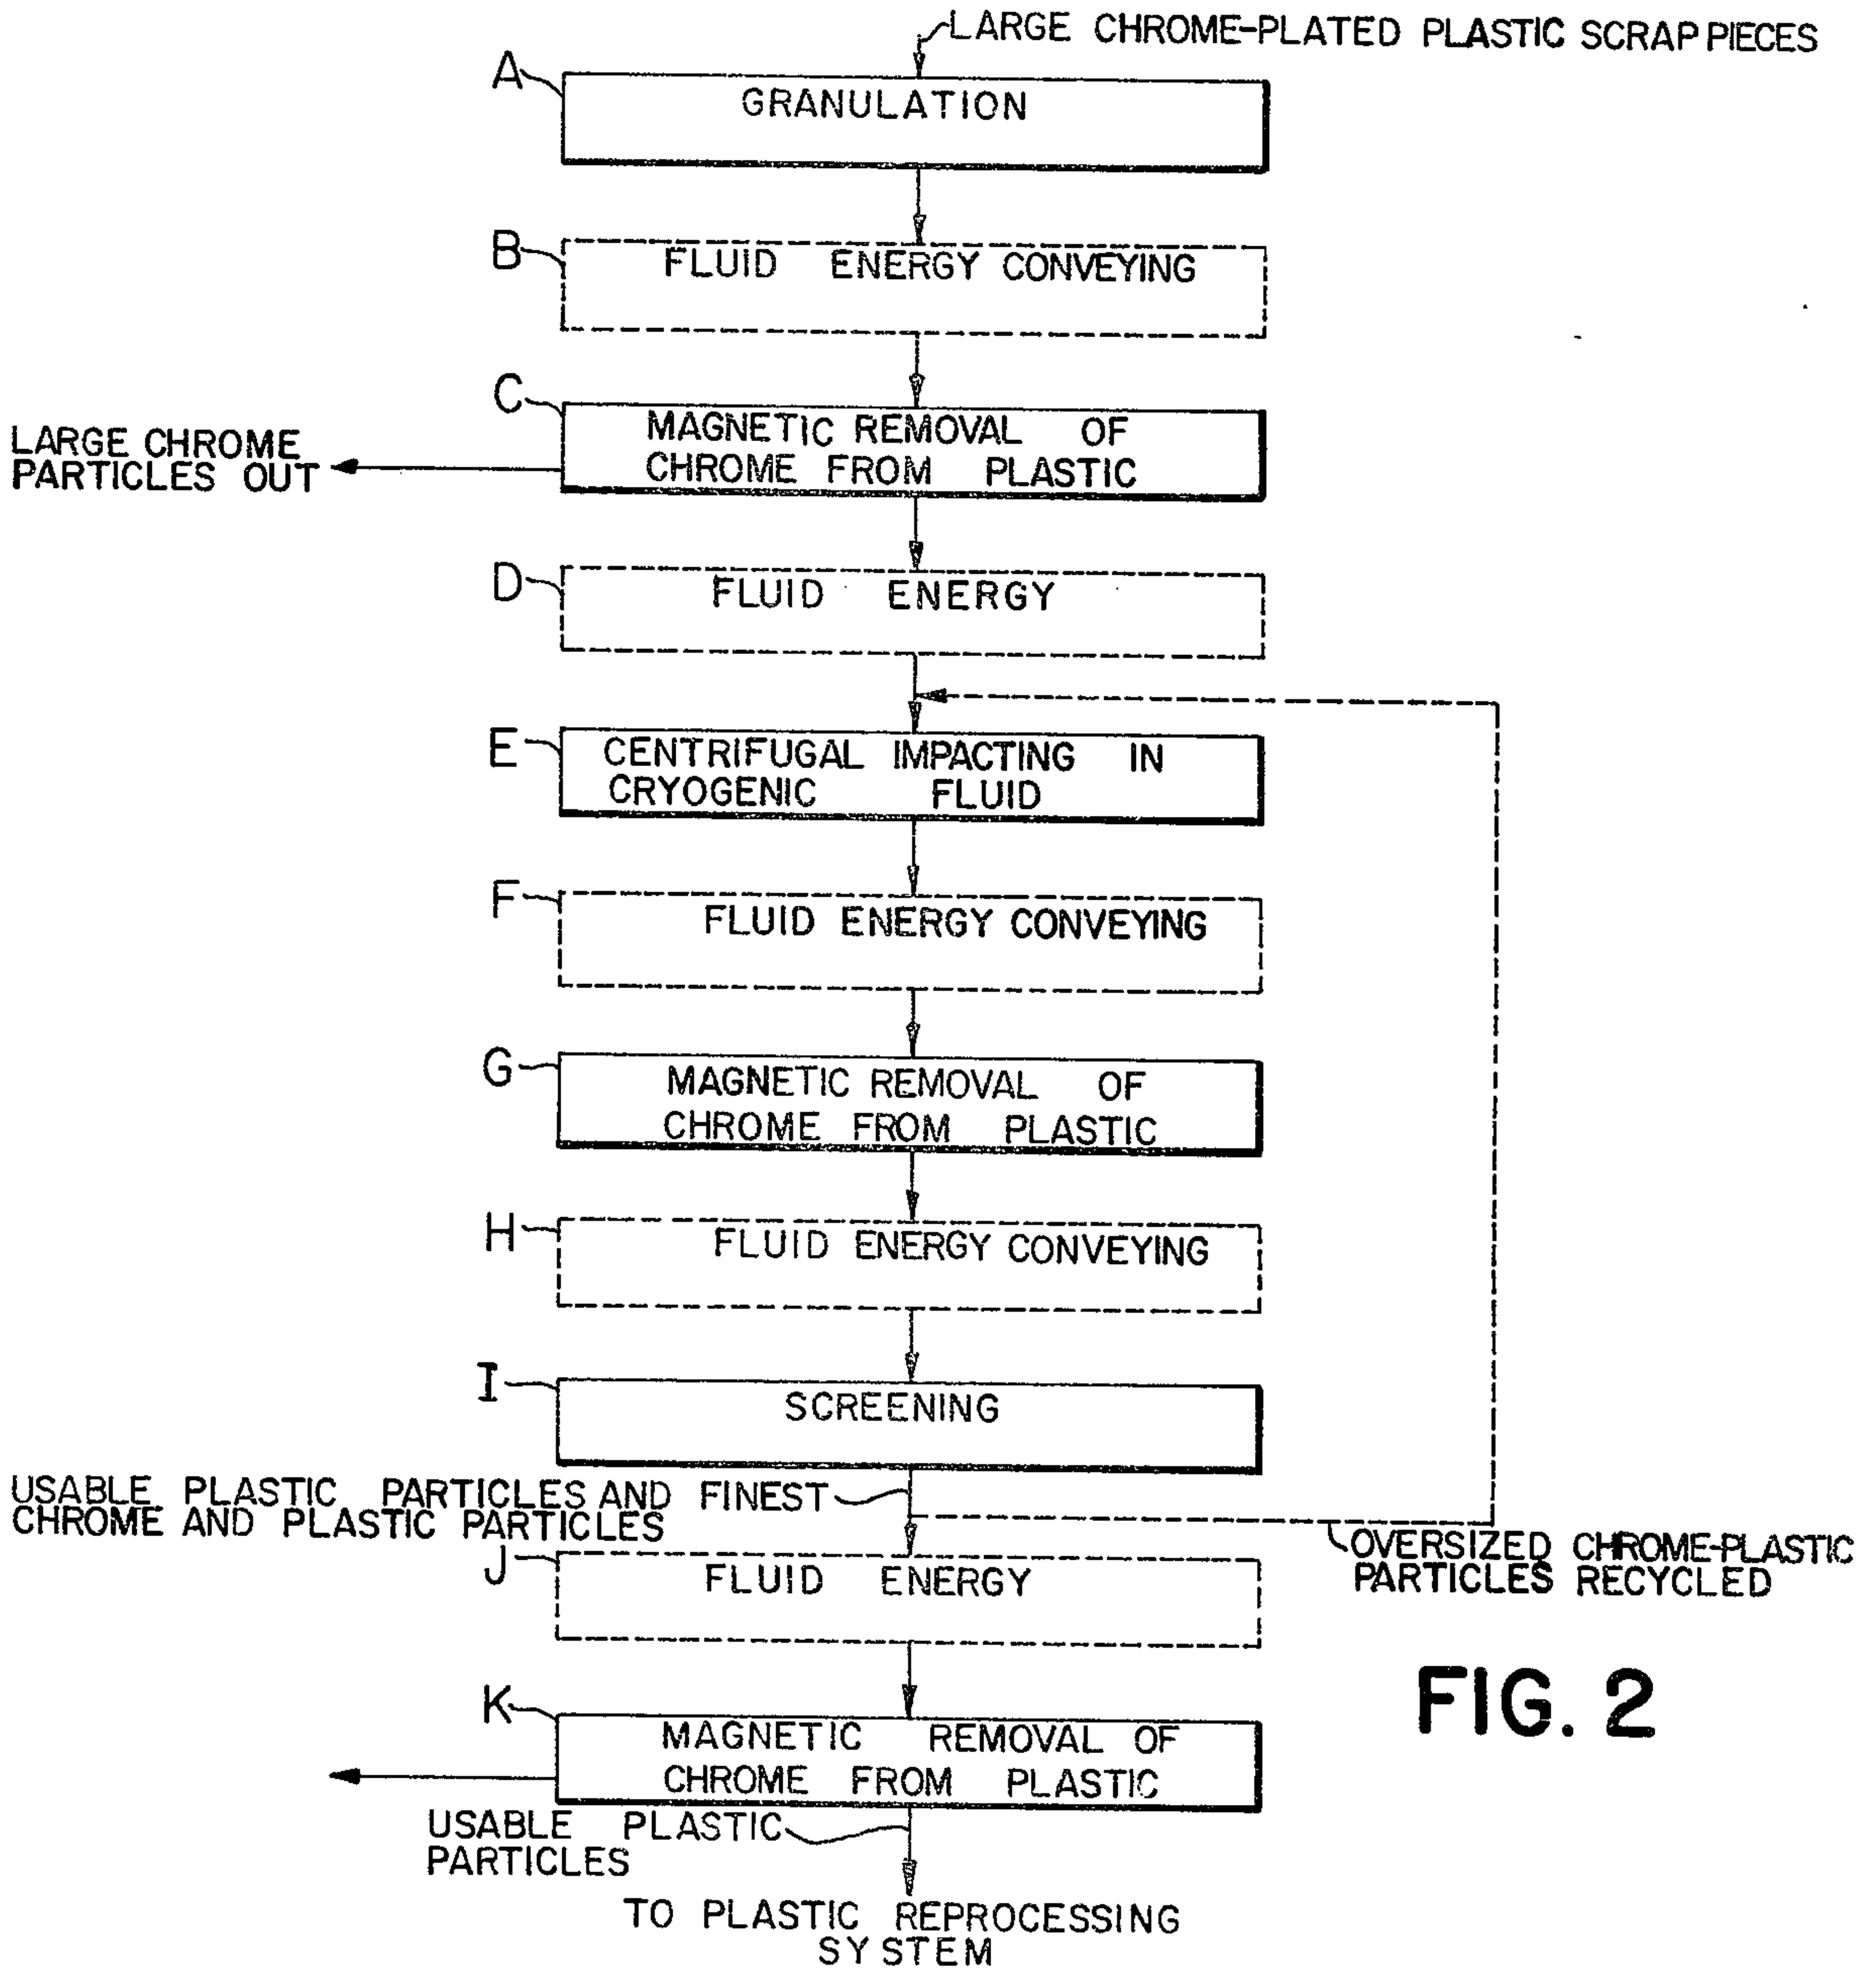 LARGE CHROME-PLATED PLASTIC SCRAP PIECES
A
GRANULATION
B
FLUID ENERGY CONVEYING
C
MAGNETIC REMOVAL OF
CHROME FROM PLASTIC
LARGE CHROME
PARTICLES OUT
D
FLUID ENERGY
E
CENTRIFUGAL IMPACTING IN
CRYOGENIC FLUID
F
FLUID ENERGY CONVEYING
G
MAGNETIC REMOVAL OF
CHROME FROM PLASTIC
H
FLUID ENERGY CONVEYING
I
SCREENING
USABLE PLASTIC PARTICLES AND FINEST
CHROME AND PLASTIC PARTICLES
OVERSIZED CHROME-PLASTIC
PARTICLES RECYCLED
J
FLUID ENERGY
K
MAGNETIC REMOVAL OF
CHROME FROM PLASTIC
USABLE PLASTIC
PARTICLES
TO PLASTIC REPROCESSING
SYSTEM
FIG. 2